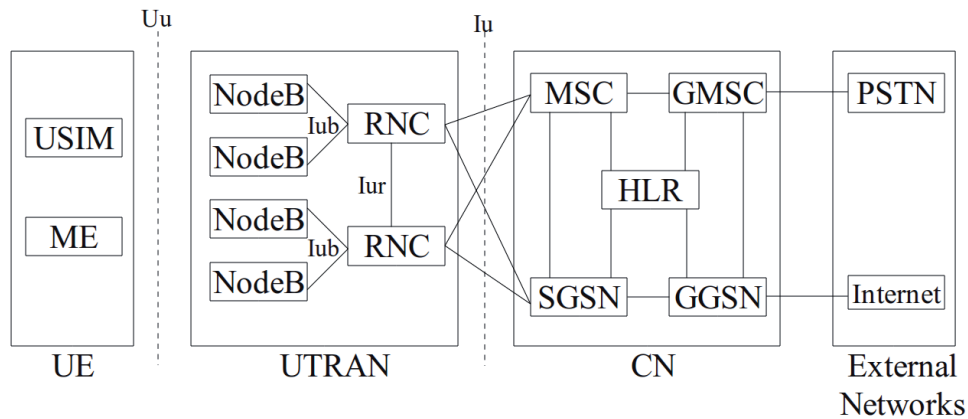 Uu
Iu
NodeB
NodeB
Iub
RNC
Iur
NodeB
NodeB
Iub
RNC
USIM
ME
MSC
GMSC
HLR
SGSN
GGSN
PSTN
Internet
UE
UTRAN
CN
External
Networks